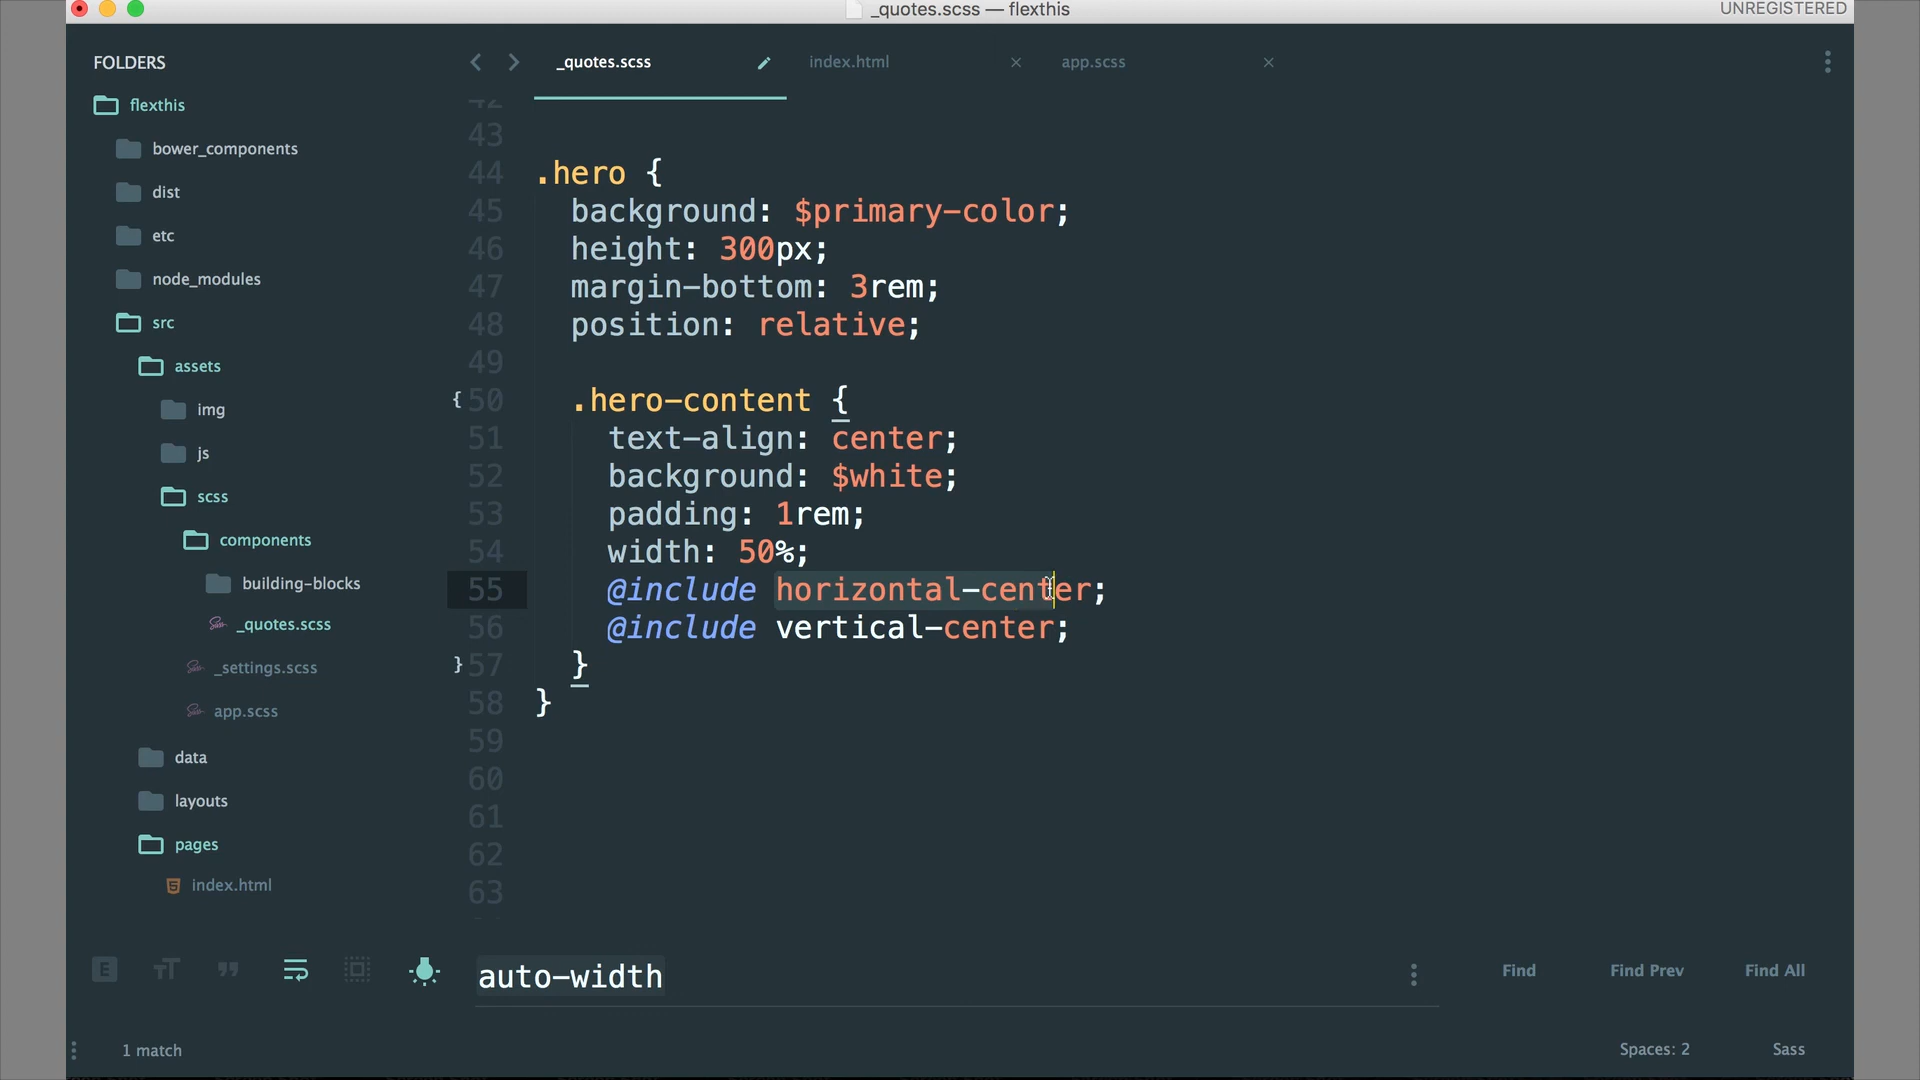 _quotes.scss — flexthis
UNREGISTERED
FOLDERS
flexthis
bower_components
dist
etc
node_modules
src
assets
img
js
scss
components
building-blocks
_quotes.scss
_settings.scss
app.scss
data
layouts
pages
index.html
_quotes.scss
index.html
app.scss
42
43
44 .hero {
45 background: $primary-color;
46 height: 300px;
47 margin-bottom: 3rem;
48 position: relative;
49
{ 50 .hero-content {
51 text-align: center;
52 background: $white;
53 padding: 1rem;
54 width: 50%;
55 @include horizontal-center;
56 @include vertical-center;
} 57 }
58 }
59
60
61
62
63
auto-width
Find
Find Prev
Find All
1 match
Spaces: 2
Sass